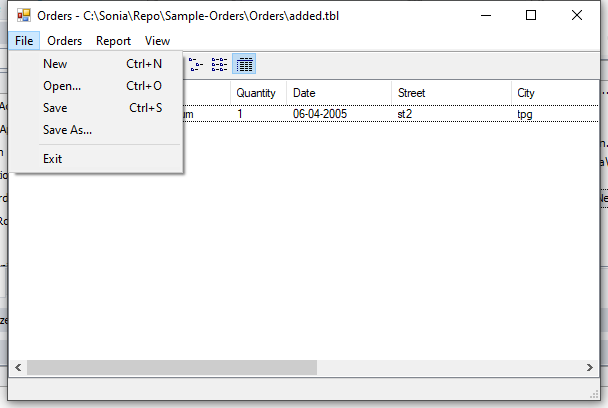 Orders - C:\Sonia\Repo\Sample-Orders\Orders\added.tbl
File Orders Report View
New Ctrl+N
Open... Ctrl+O
Save Ctrl+S
Save As...
Exit
Quantity Date Street City
1 06-04-2005 st2 tpg